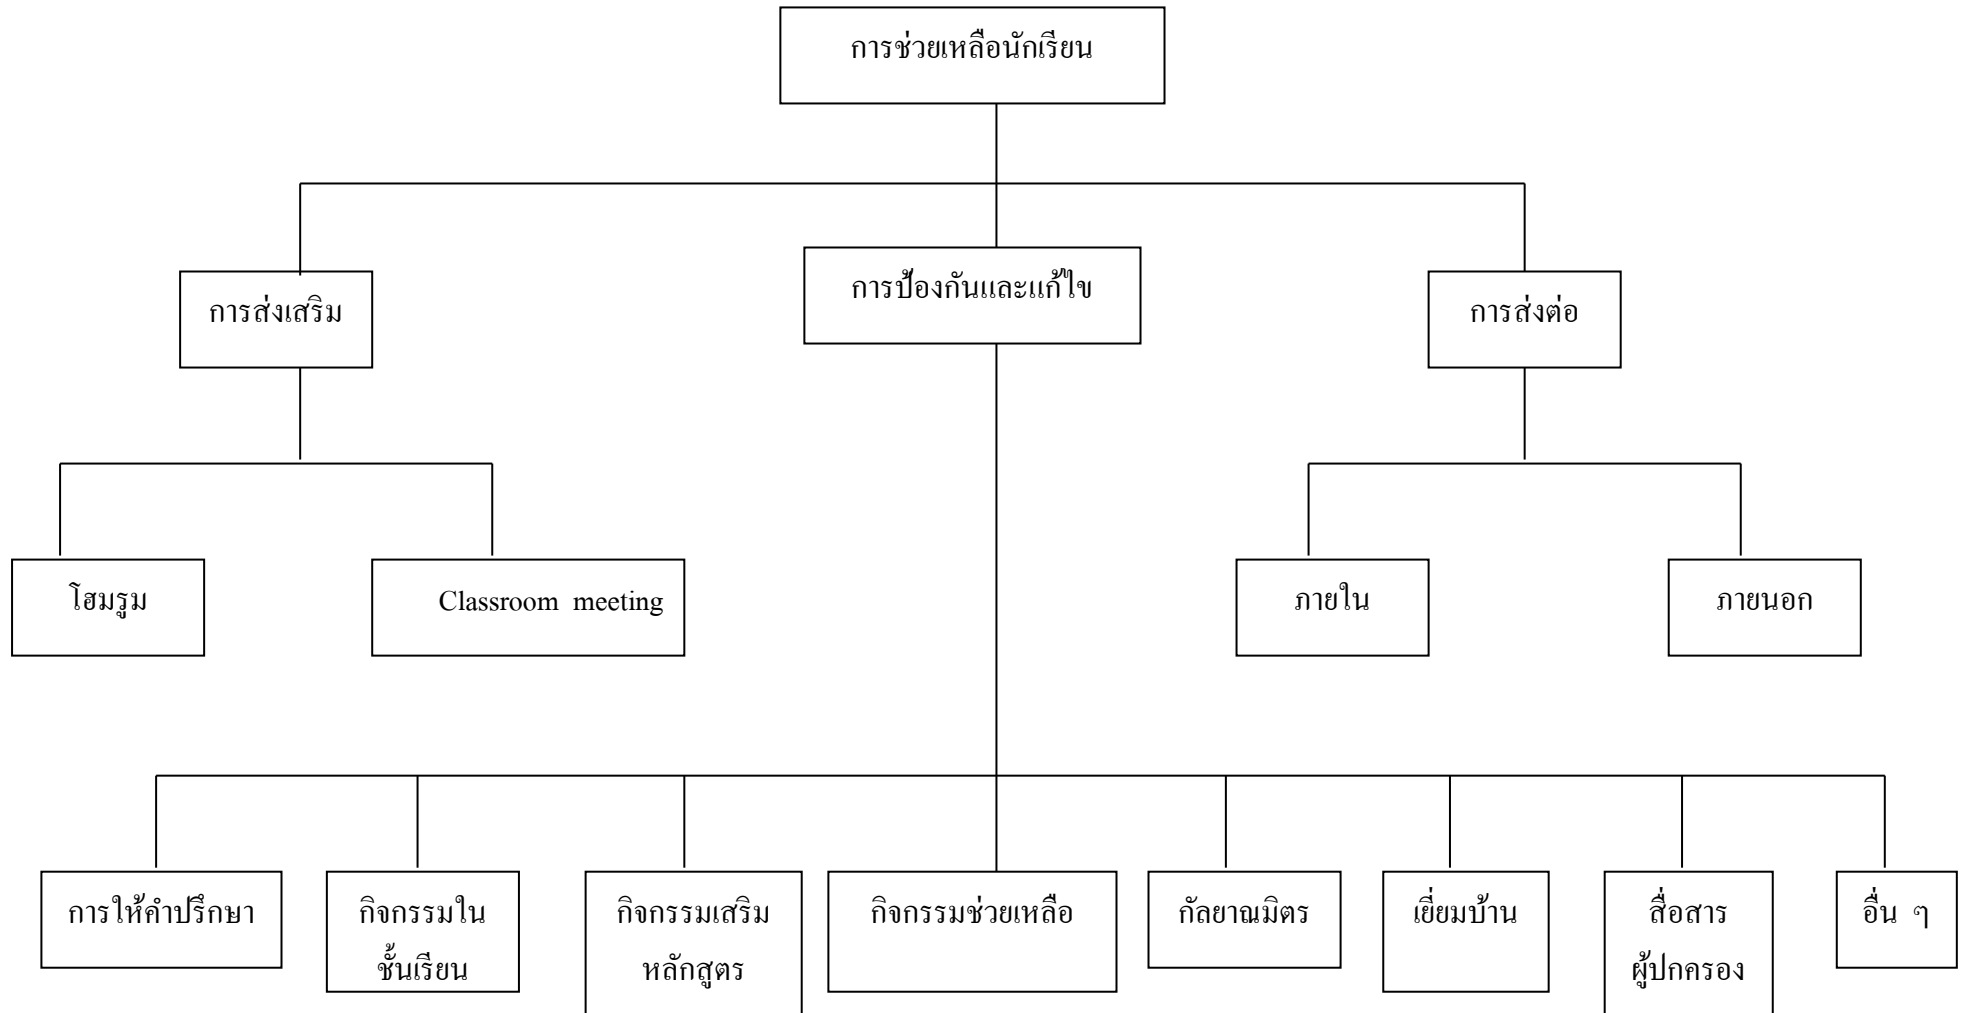 การช่วยเหลือนักเรียน
การส่งเสริม
การป้องกันและแก้ไข
การส่งต่อ
โฮมรูม
Classroom meeting
ภายใน
ภายนอก
การให้คำปรึกษา
กิจกรรมใน
ชั้นเรียน
กิจกรรมเสริม
หลักสูตร
กิจกรรมช่วยเหลือ
กัลยาณมิตร
เยี่ยมบ้าน
สื่อสาร
ผู้ปกครอง
อื่น ๆ